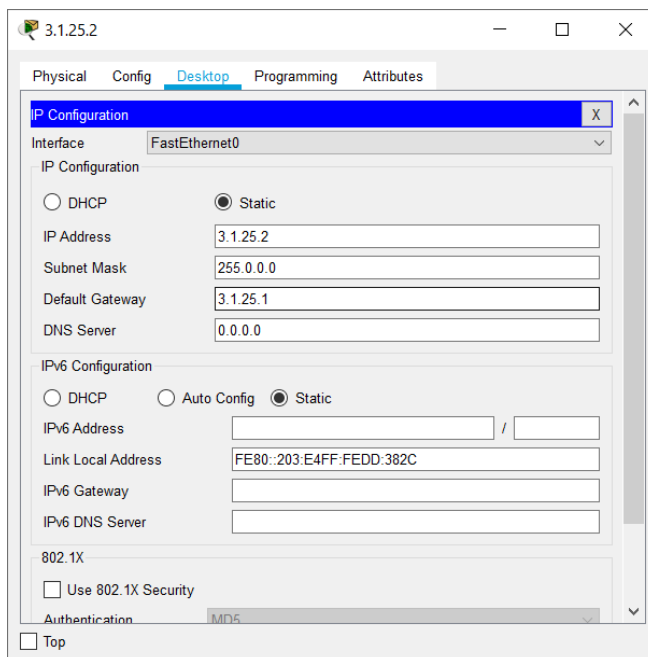 3.1.25.2
Physical Config Desktop Programming Attributes
IP Configuration X
Interface FastEthernet0
IP Configuration
DHCP Static
IP Address 3.1.25.2
Subnet Mask 255.0.0.0
Default Gateway 3.1.25.1
DNS Server 0.0.0.0
IPv6 Configuration
DHCP Auto Config Static
IPv6 Address /
Link Local Address FE80::203:E4FF:FEDD:382C
IPv6 Gateway
IPv6 DNS Server
802.1X
Use 802.1X Security
Authentication MD5
Top